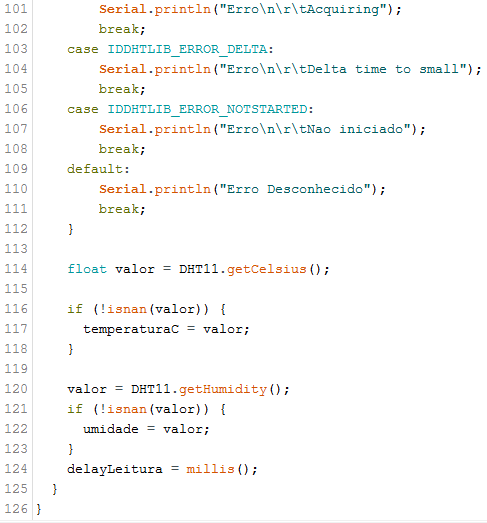 101 Serial.println("Erro\n\r\tAcquiring");
102 break;
103 case IDDHTLIB_ERROR_DELTA:
104 Serial.println("Erro\n\r\tDelta time to small");
105 break;
106 case IDDHTLIB_ERROR_NOTSTARTED:
107 Serial.println("Erro\n\r\tNao iniciado");
108 break;
109 default:
110 Serial.println("Erro Desconhecido");
111 break;
112 }
113
114 float valor = DHT11.getCelsius();
115
116 if (!isnan(valor)) {
117 temperaturaC = valor;
118 }
119
120 valor = DHT11.getHumidity();
121 if (!isnan(valor)) {
122 umidade = valor;
123 }
124 delayLeitura = millis();
125 }
126 }